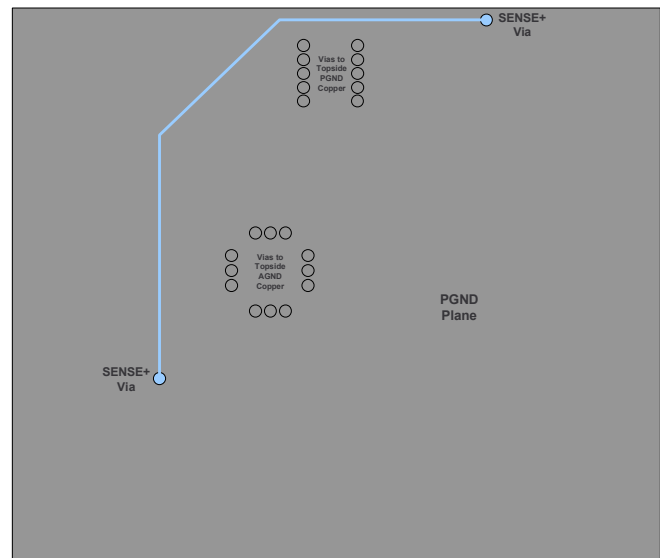 SENSE+
Via
Vias to
Topside
PGND
Copper
Vias to
Topside
AGND
Copper
PGND
Plane
SENSE+
Via